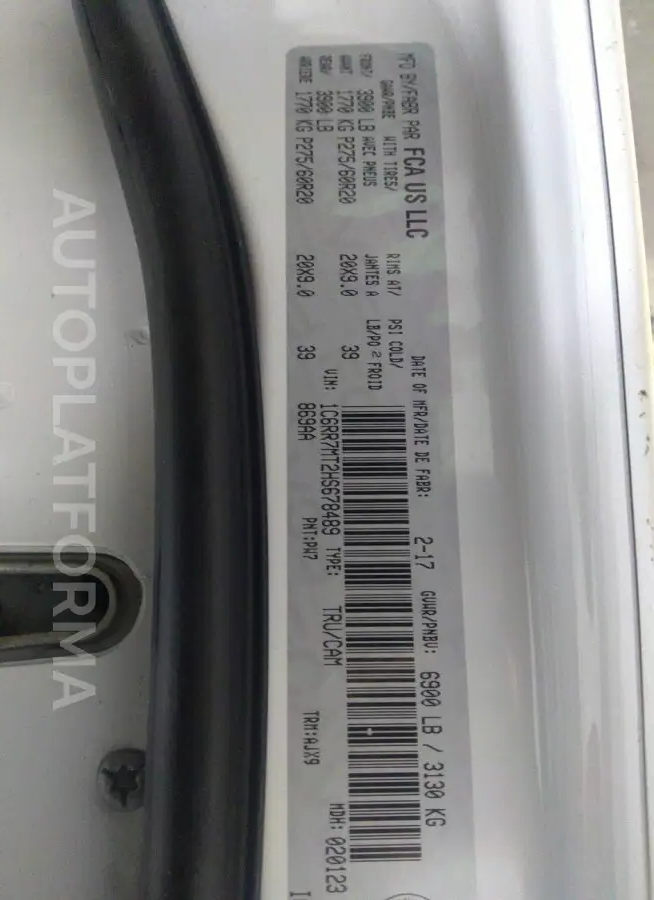 MFD BY/FABR PAR FCA US LLC DATE OF MFR/DATE DE FABR: 2-17 GVWR/PNBV: 6900 LB / 3130 KG
GAWR/PNBE WITH TIRES/ RIMS AT/ PSI COLD/
FRONT/ 3900 LB AVEC PNEUS JANTES A LB/PO 2 FROID
AVANT 1770 KG P275/60R20 20X9.0 39
REAR/ 3900 LB
ARRIERE 1770 KG P275/60R20 20X9.0 39
VIN: 1C6RR7MT2HS678489 TYPE: TRU/CAM MDH: 020123
869AA PNT:PW7 TRM:AJX9
AUTOPLATFORMA